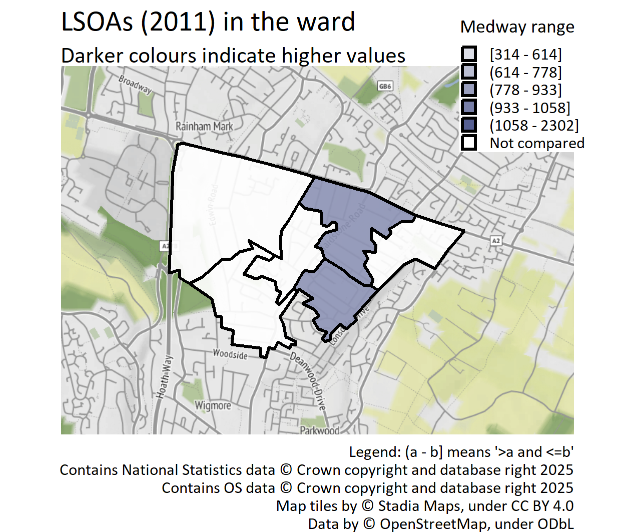 LSOAs (2011) in the ward
Darker colours indicate higher values
Medway range
[314 - 614]
(614 - 778]
(778 - 933]
(933 - 1058]
(1058 - 2302]
Not compared
Broadway
GB6
Rainham Mark
A2
A2
Woodside
Hoath-Way
Deanwood-Drive
Wigmore
Parkwood
Legend: (a - b] means '>a and <=b'
Contains National Statistics data © Crown copyright and database right 2025
Contains OS data © Crown copyright and database right 2025
Map tiles by © Stadia Maps, under CC BY 4.0
Data by © OpenStreetMap, under ODbL